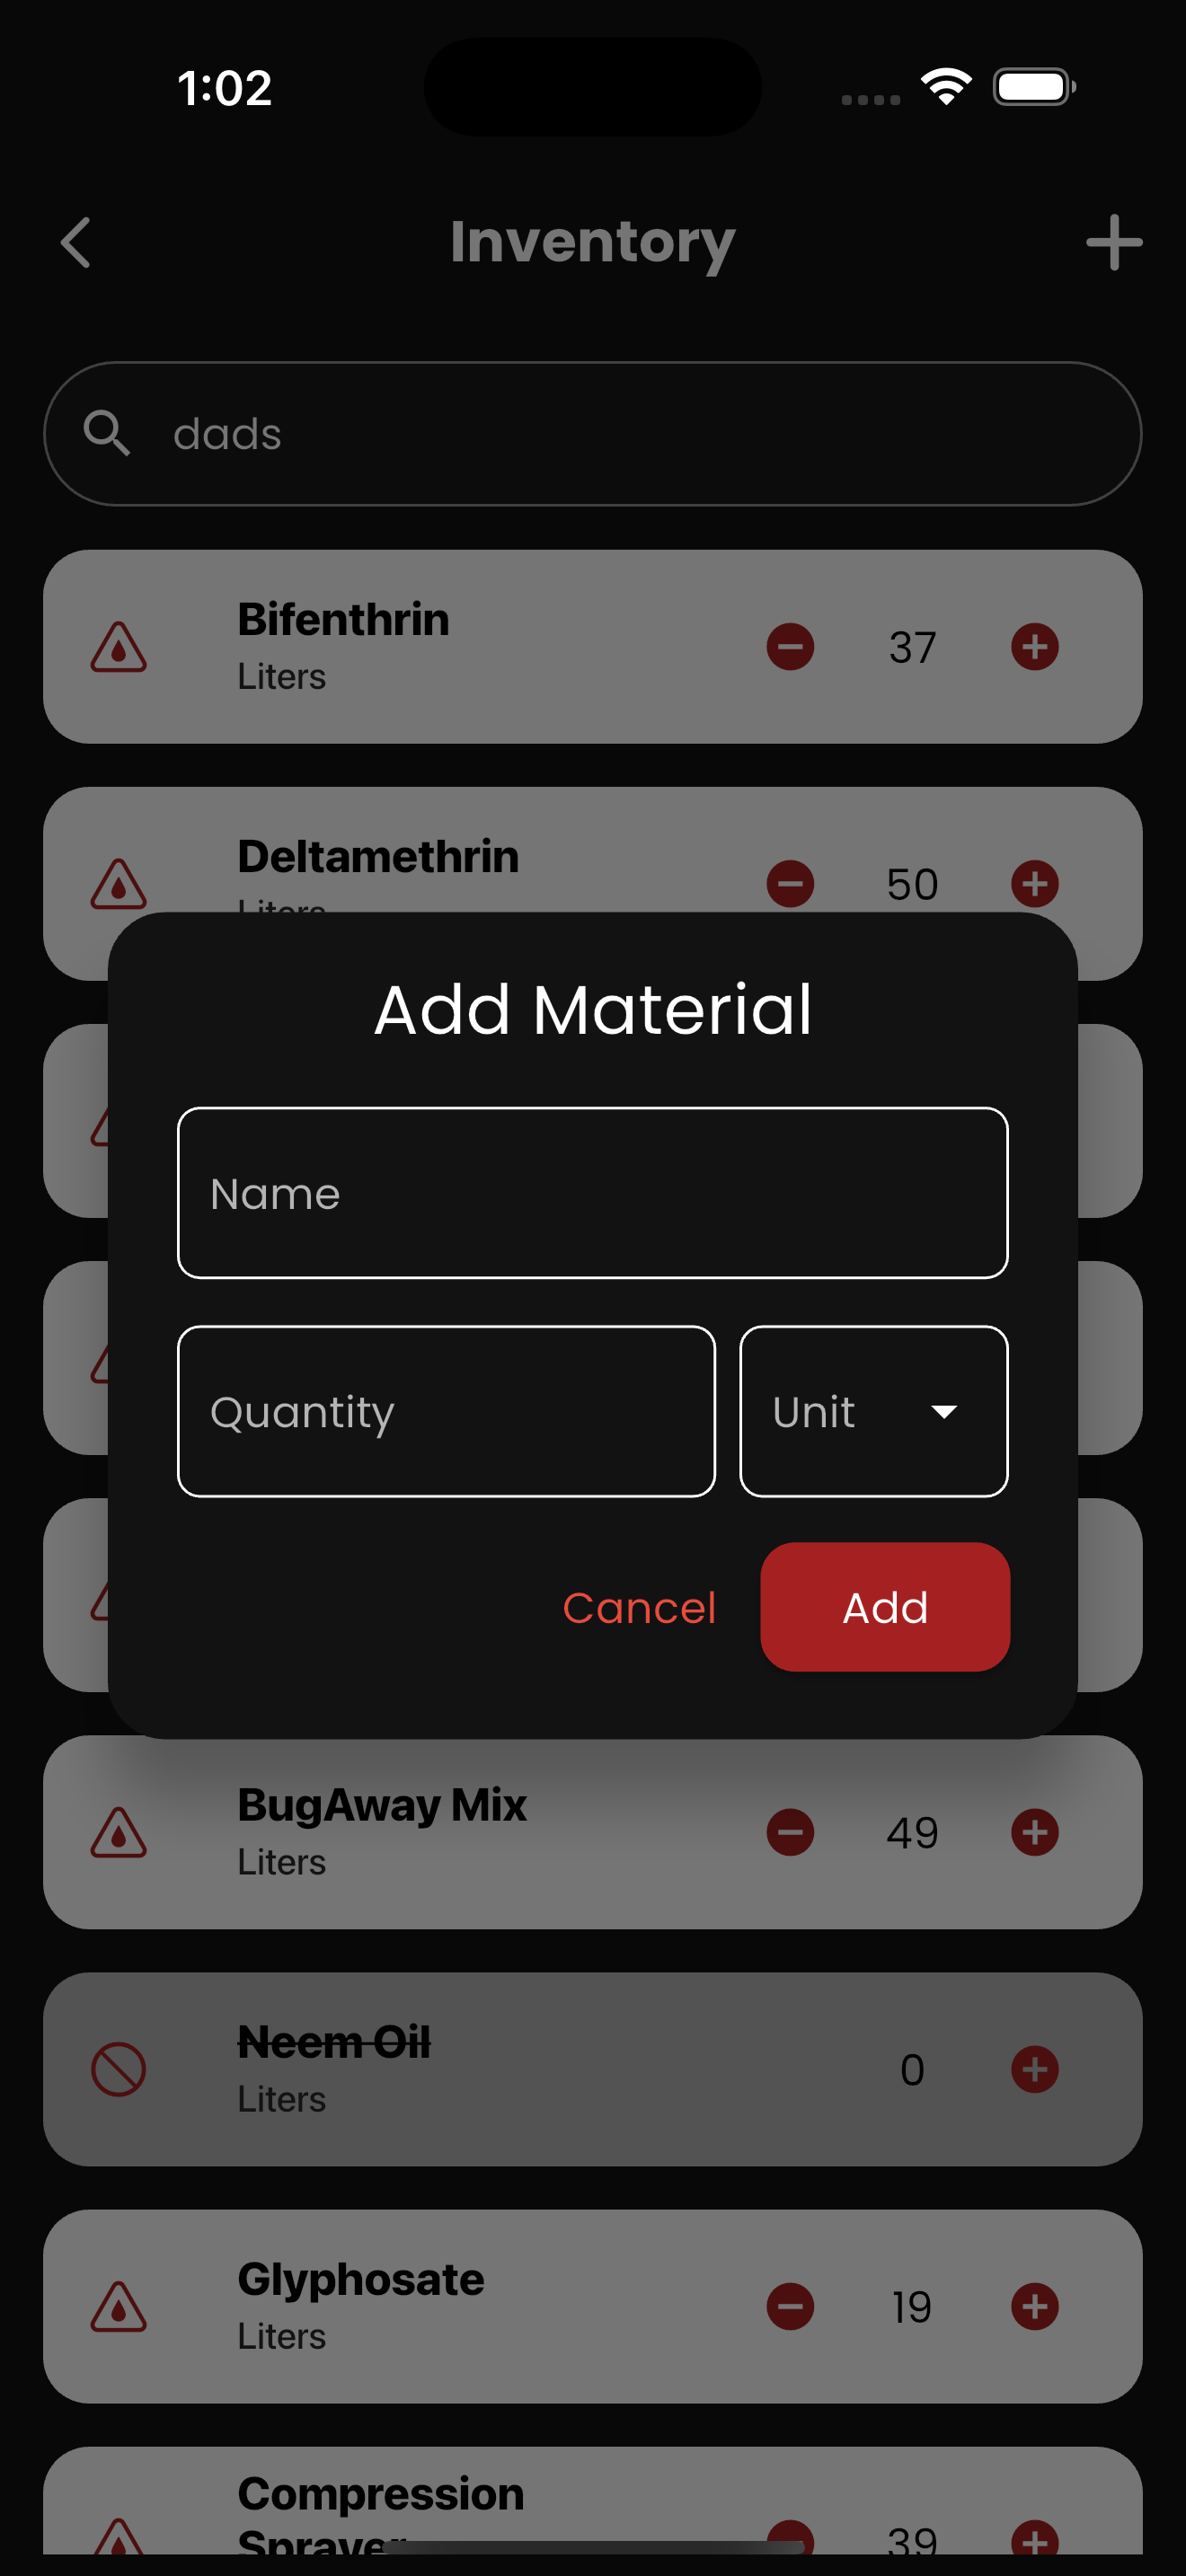 1:02
Inventory
dads
Bifenthrin
Liters
37
Deltamethrin
Liters
50
Add Material
Name
Quantity
Unit
Cancel
Add
BugAway Mix
Liters
49
Neem Oil
Liters
0
Glyphosate
Liters
19
Compression
Sprayer
39